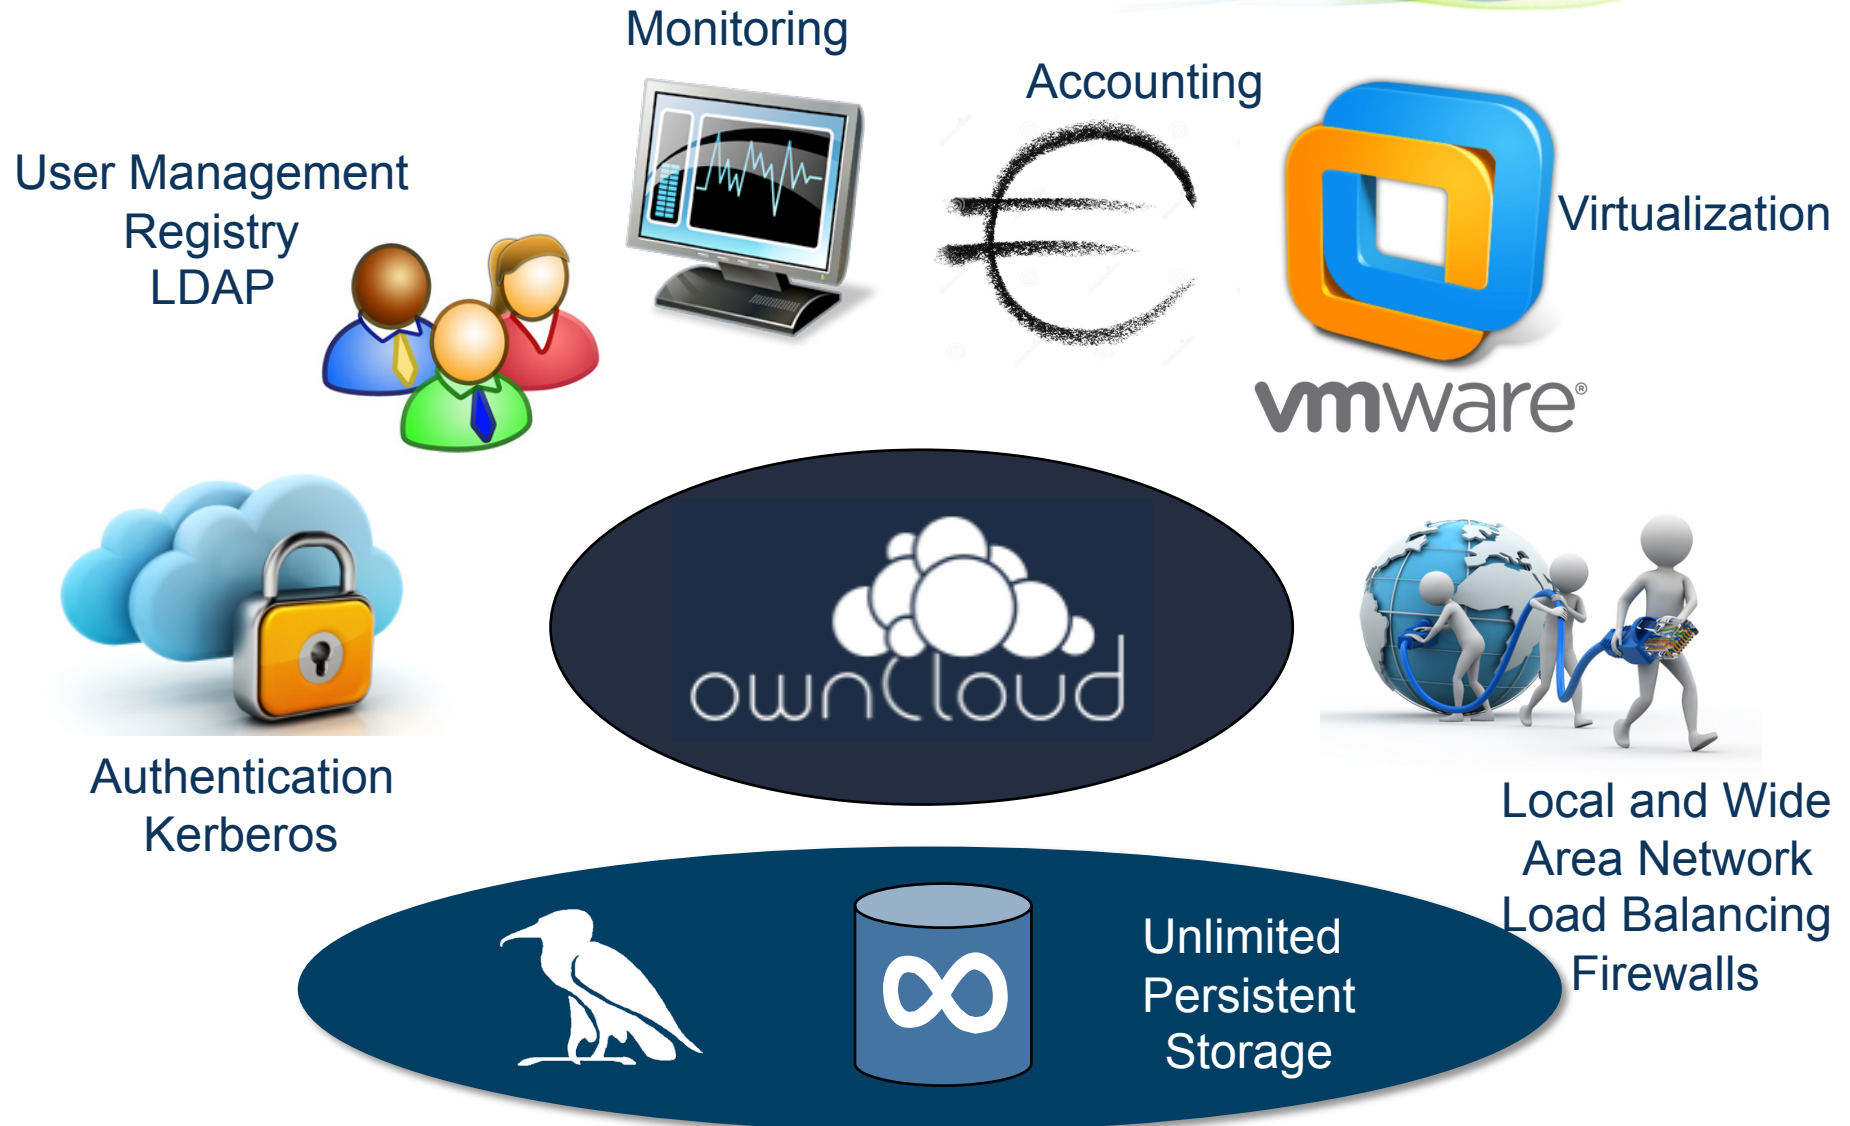 Monitoring
Accounting
User Management
Registry
LDAP
Virtualization
vmware®
ownCloud
Authentication
Kerberos
Local and Wide
Area Network
Load Balancing
Firewalls
Unlimited
Persistent
Storage